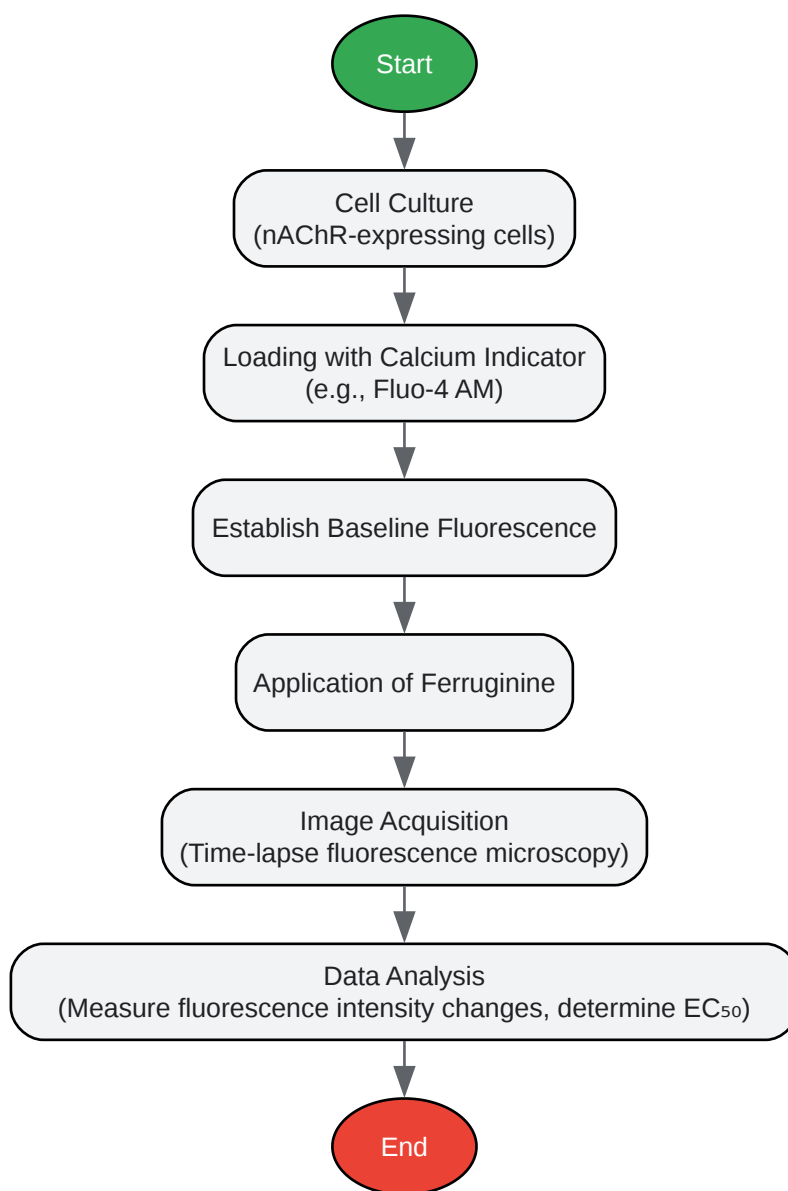 Start
Cell Culture
(nAChR-expressing cells)
Loading with Calcium Indicator
(e.g., Fluo-4 AM)
Establish Baseline Fluorescence
Application of Ferruginine
Image Acquisition
(Time-lapse fluorescence microscopy)
Data Analysis
(Measure fluorescence intensity changes, determine EC₅₀)
End